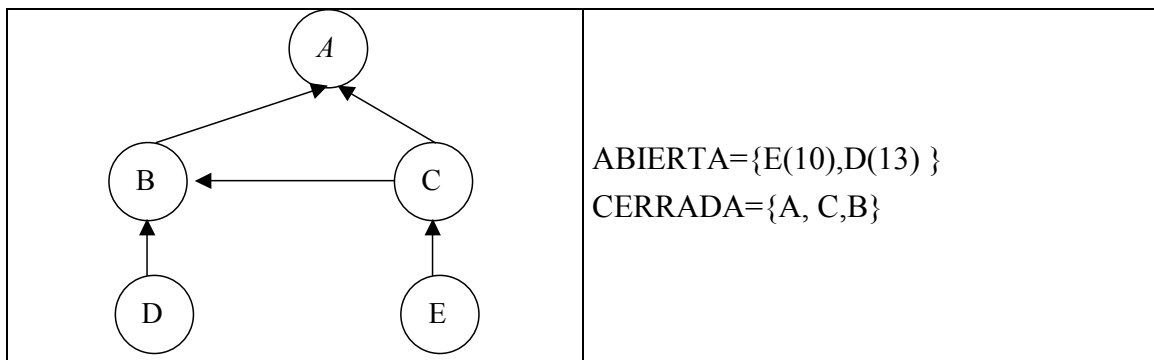 A
B
C
D
E
ABIERTA={E(10),D(13) }
CERRADA={A, C,B}